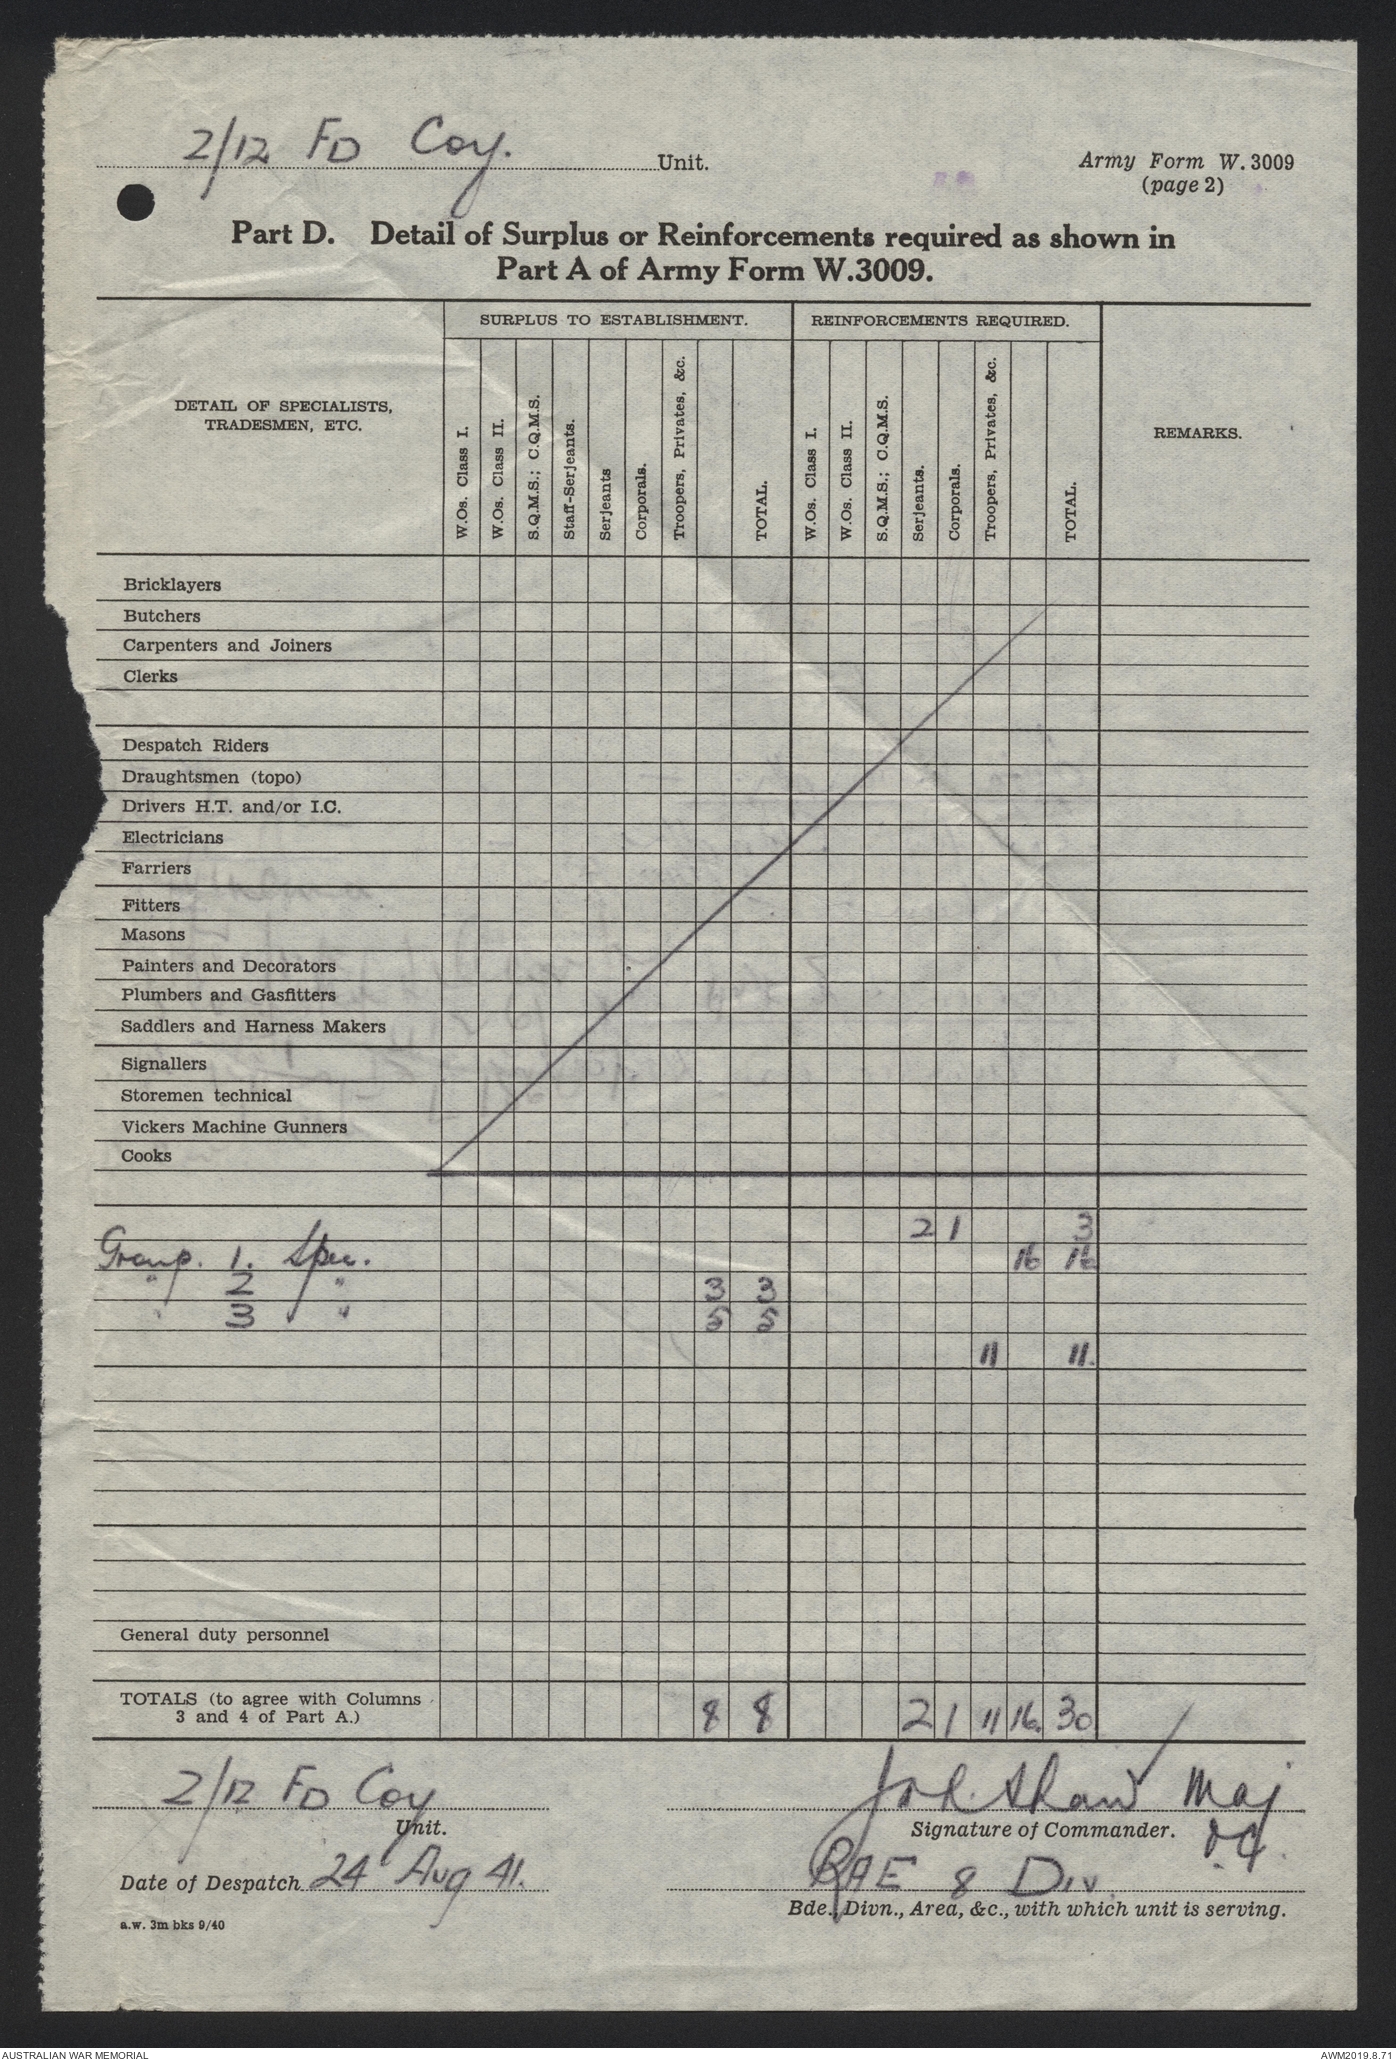 2/12 FD Coy. Unit.
Army Form W.3009
(page 2)
Part D. Detail of Surplus or Reinforcements required as shown in
Part A of Army Form W.3009.
SURPLUS TO ESTABLISHMENT. REINFORCEMENTS REQUIRED.
DETAIL OF SPECIALISTS,
TRADESMEN, ETC.
W.Os. Class I.
W.Os. Class II.
S.Q.M.S.; C.Q.M.S.
Staff-Serjeants.
Serjeants
Corporals.
Troopers, Privates, &c.
TOTAL.
W.Os. Class I.
W.Os. Class II.
S.Q.M.S.; C.Q.M.S.
Serjeants.
Corporals.
Troopers, Privates, &c.
TOTAL.
REMARKS.
Bricklayers
Butchers
Carpenters and Joiners
Clerks
Despatch Riders
Draughtsmen (topo)
Drivers H.T. and/or I.C.
Electricians
Farriers
Fitters
Masons
Painters and Decorators
Plumbers and Gasfitters
Saddlers and Harness Makers
Signallers
Storemen technical
Vickers Machine Gunners
Cooks
2 1 3
Group. 1. Spec. 16 16
" 2 " 3 3
" 3 " 5 5
11 11.
General duty personnel
TOTALS (to agree with Columns
3 and 4 of Part A.) 8 8 2 1 11 16 30
2/12 FD Coy
Unit.
Shaw Maj
Signature of Commander.
O.C.
Date of Despatch 24 Aug 41.
RAE 8 Div.
Bde., Divn., Area, &c., with which unit is serving.
a.w. 3m bks 9/40
AUSTRALIAN WAR MEMORIAL
AWM2019.8.71